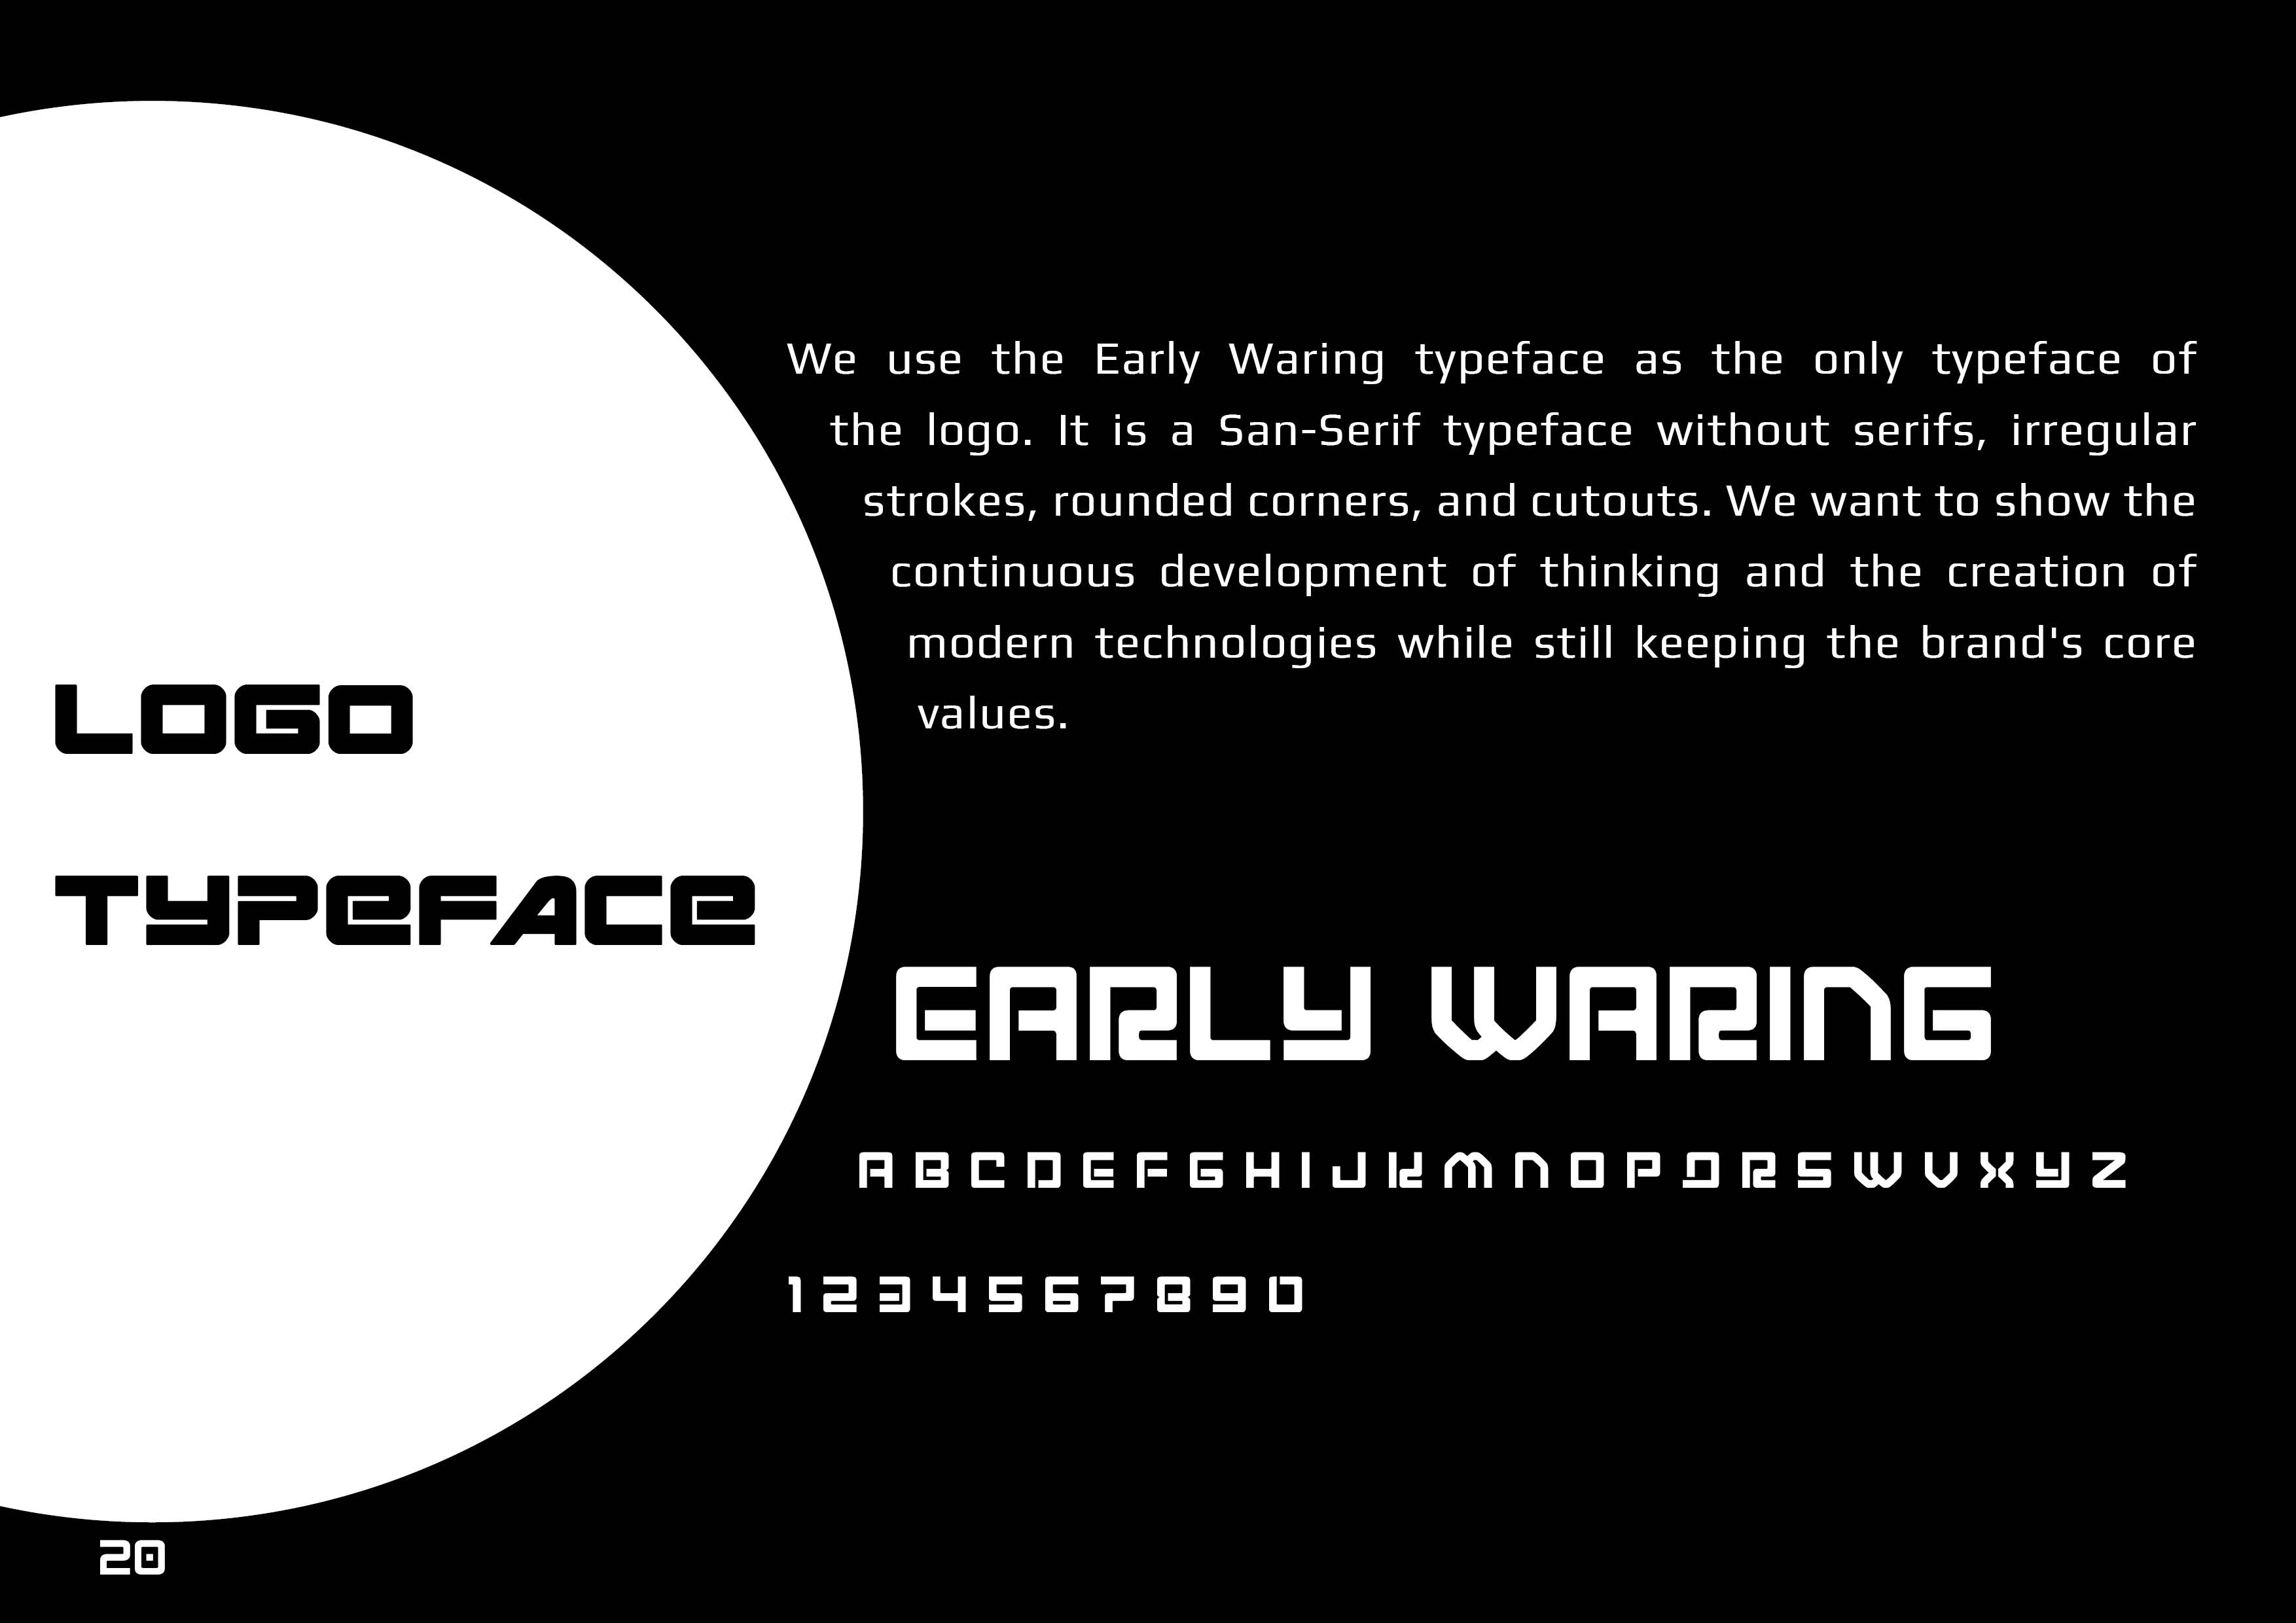 LOGO
TYPEFACE
We use the Early Waring typeface as the only typeface of
the logo. It is a San-Serif typeface without serifs, irregular
strokes, rounded corners, and cutouts. We want to show the
continuous development of thinking and the creation of
modern technologies while still keeping the brand's core
values.
EARLY WARING
A B C D E F G H I J K M N O P Q R S W V X Y Z
1 2 3 4 5 6 7 8 9 0
20